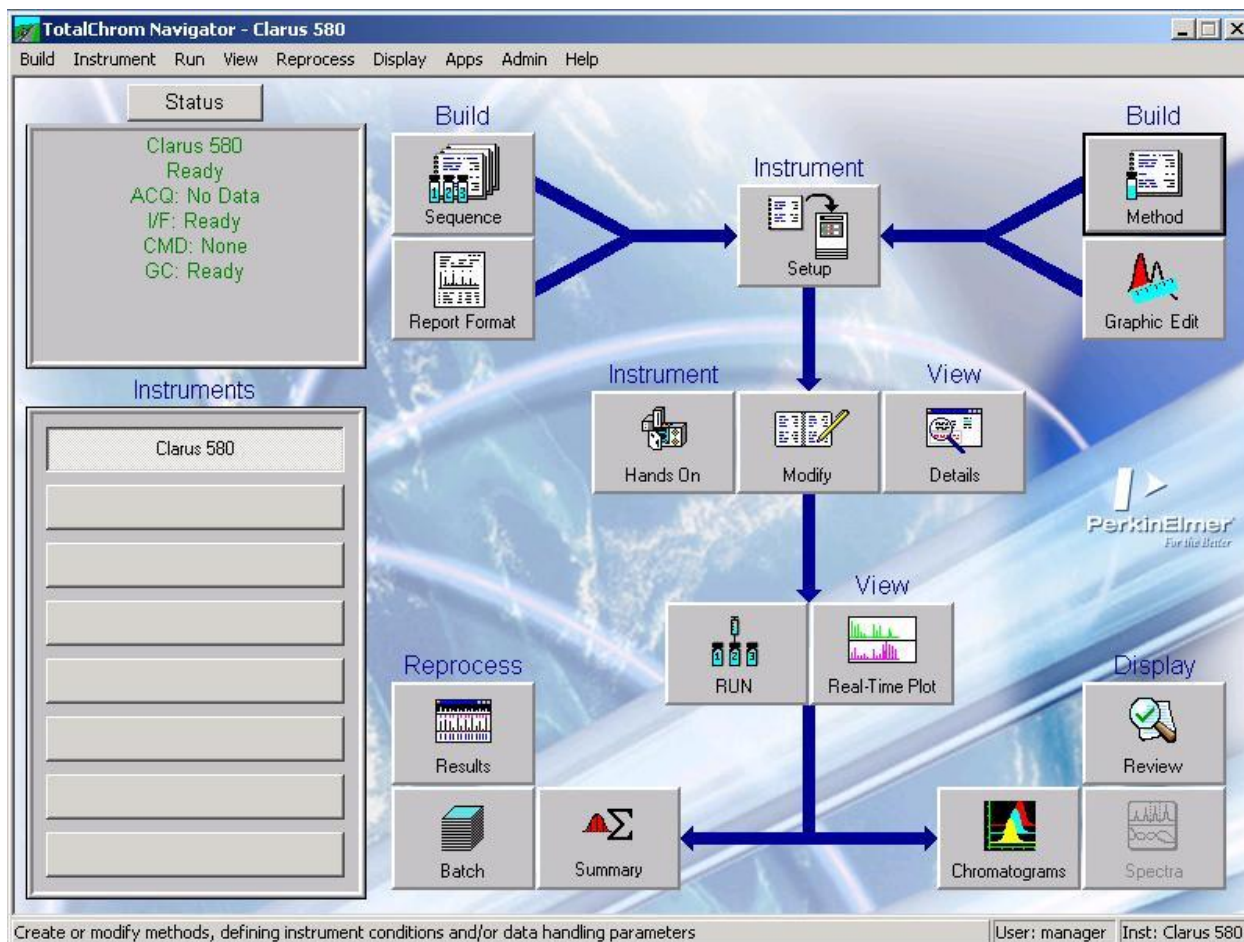 TotalChrom Navigator - Clarus 580
Build Instrument Run View Reprocess Display Apps Admin Help
Status
Clarus 580
Ready
ACQ: No Data
I/F: Ready
CMD: None
GC: Ready
Instruments
Clarus 580
Build
Sequence
Report Format
Instrument
Setup
Build
Method
Graphic Edit
Instrument
Hands On
Modify
View
Details
PerkinElmer
For the Better
RUN
View
Real-Time Plot
Reprocess
Results
Batch
Summary
Display
Review
Chromatograms
Spectra
Create or modify methods, defining instrument conditions and/or data handling parameters
User: manager
Inst: Clarus 580